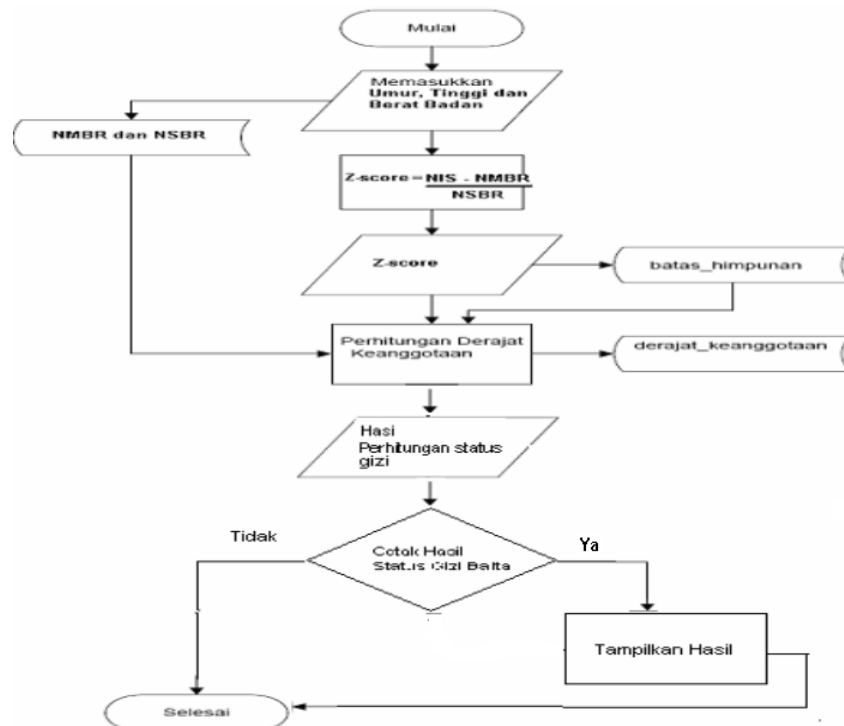 Mulai
Memasukkan
Umur, Tinggi dan
Berat Badan
NMBR dan NSBR
Z-score = NIS - NMBR
NSBR
Z-score
batas_himpunan
Perhitungan Derajat
Keanggotaan
derajat_keanggotaan
Hasi
Perhitungan status
gizi
Tidak
Ya
Cetak Hasil
Status Gizi Balita
Tampilkan Hasil
Selesai